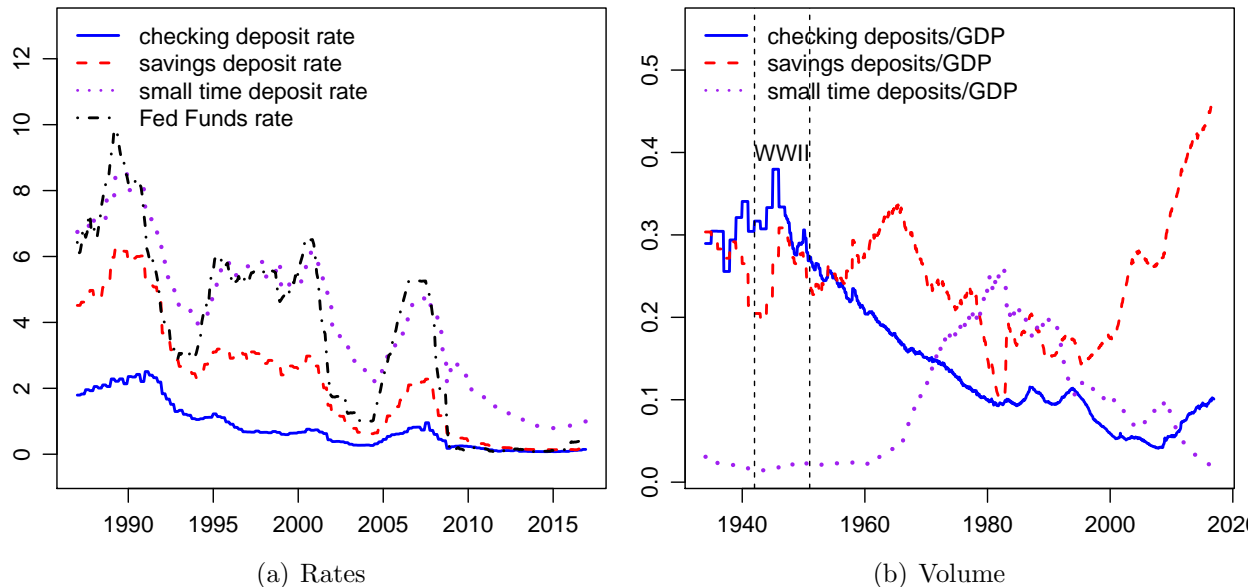 checking deposit rate
savings deposit rate
small time deposit rate
Fed Funds rate
12
10
8
6
4
2
0
1990 1995 2000 2005 2010 2015
(a) Rates
checking deposits/GDP
savings deposits/GDP
small time deposits/GDP
WWII
0.5
0.4
0.3
0.2
0.1
0.0
1940 1960 1980 2000 2020
(b) Volume